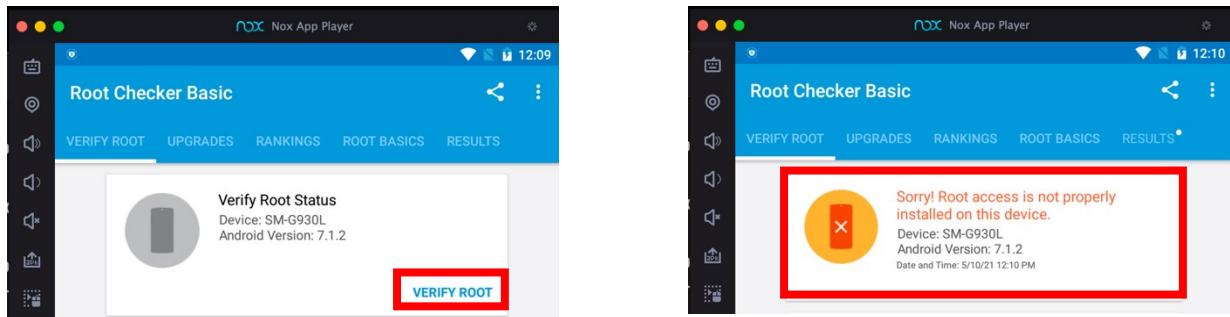 NOX Nox App Player
12:09
Root Checker Basic
VERIFY ROOT UPGRADES RANKINGS ROOT BASICS RESULTS
Verify Root Status
Device: SM-G930L
Android Version: 7.1.2
VERIFY ROOT
NOX Nox App Player
12:10
Root Checker Basic
VERIFY ROOT UPGRADES RANKINGS ROOT BASICS RESULTS
Sorry! Root access is not properly
installed on this device.
Device: SM-G930L
Android Version: 7.1.2
Date and Time: 5/10/21 12:10 PM